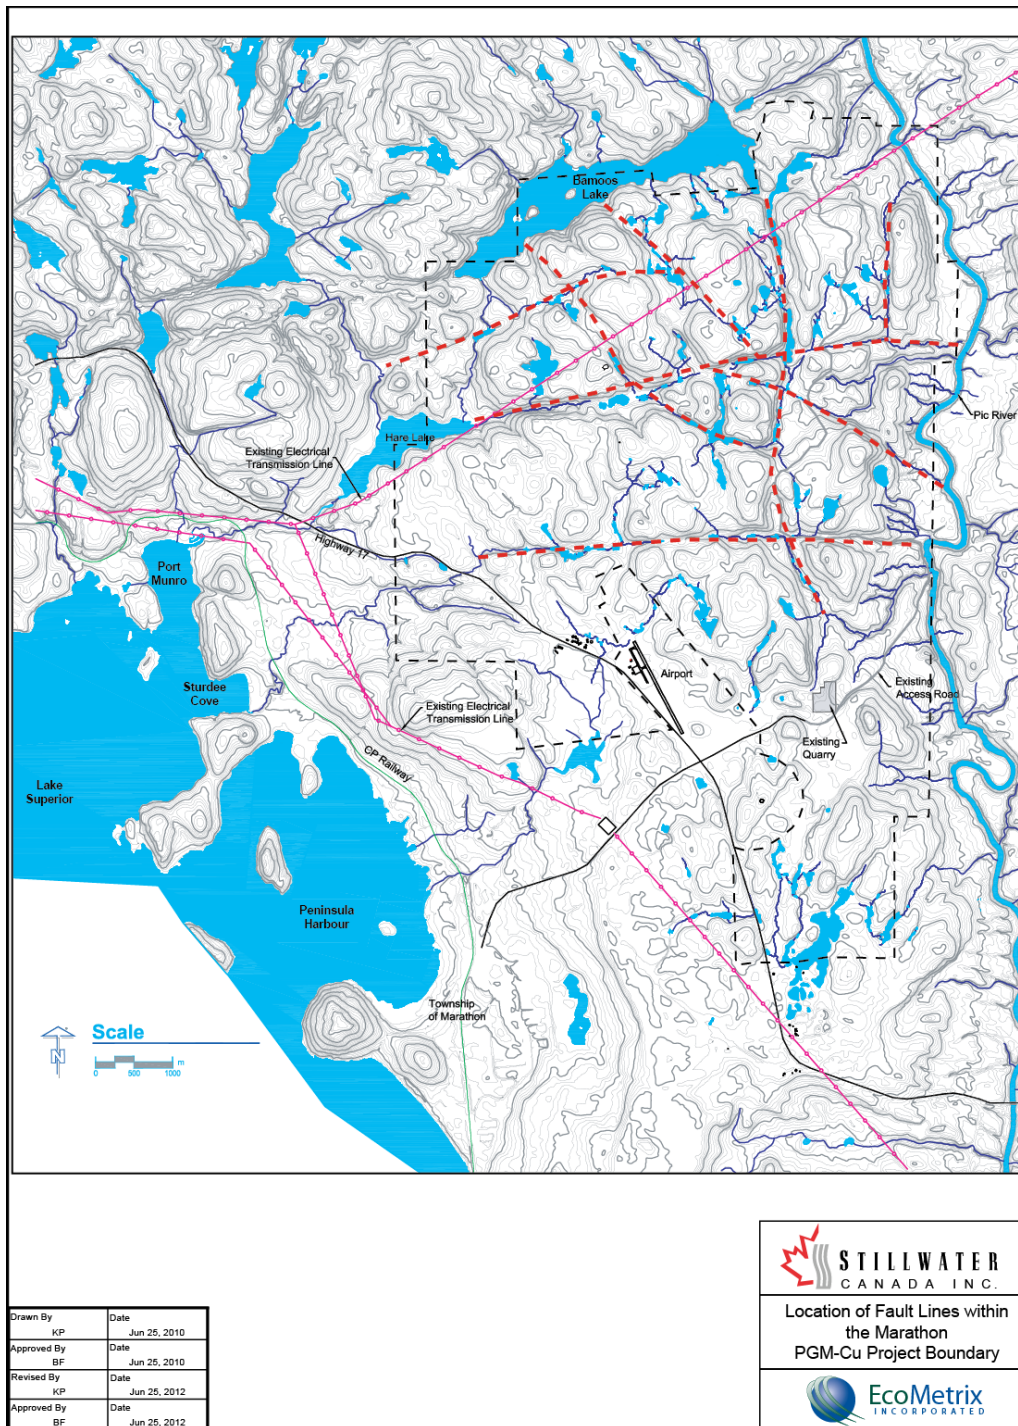 Bamoos
Lake
Pic River
Hare Lake
Existing Electrical
Transmission Line
Highway 17
Port
Munro
Sturdee
Cove
Airport
Existing
Access Road
Existing Electrical
Transmission Line
Existing
Quarry
CP Railway
Lake
Superior
Peninsula
Harbour
Township
of Marathon
Scale
N
m
0 500 1000
STILLWATER
CANADA INC.
Location of Fault Lines within
the Marathon
PGM-Cu Project Boundary
EcoMetrix
INCORPORATED
Drawn By Date
KP Jun 25, 2010
Approved By Date
BF Jun 25, 2010
Revised By Date
KP Jun 25, 2012
Approved By Date
BF Jun 25, 2012